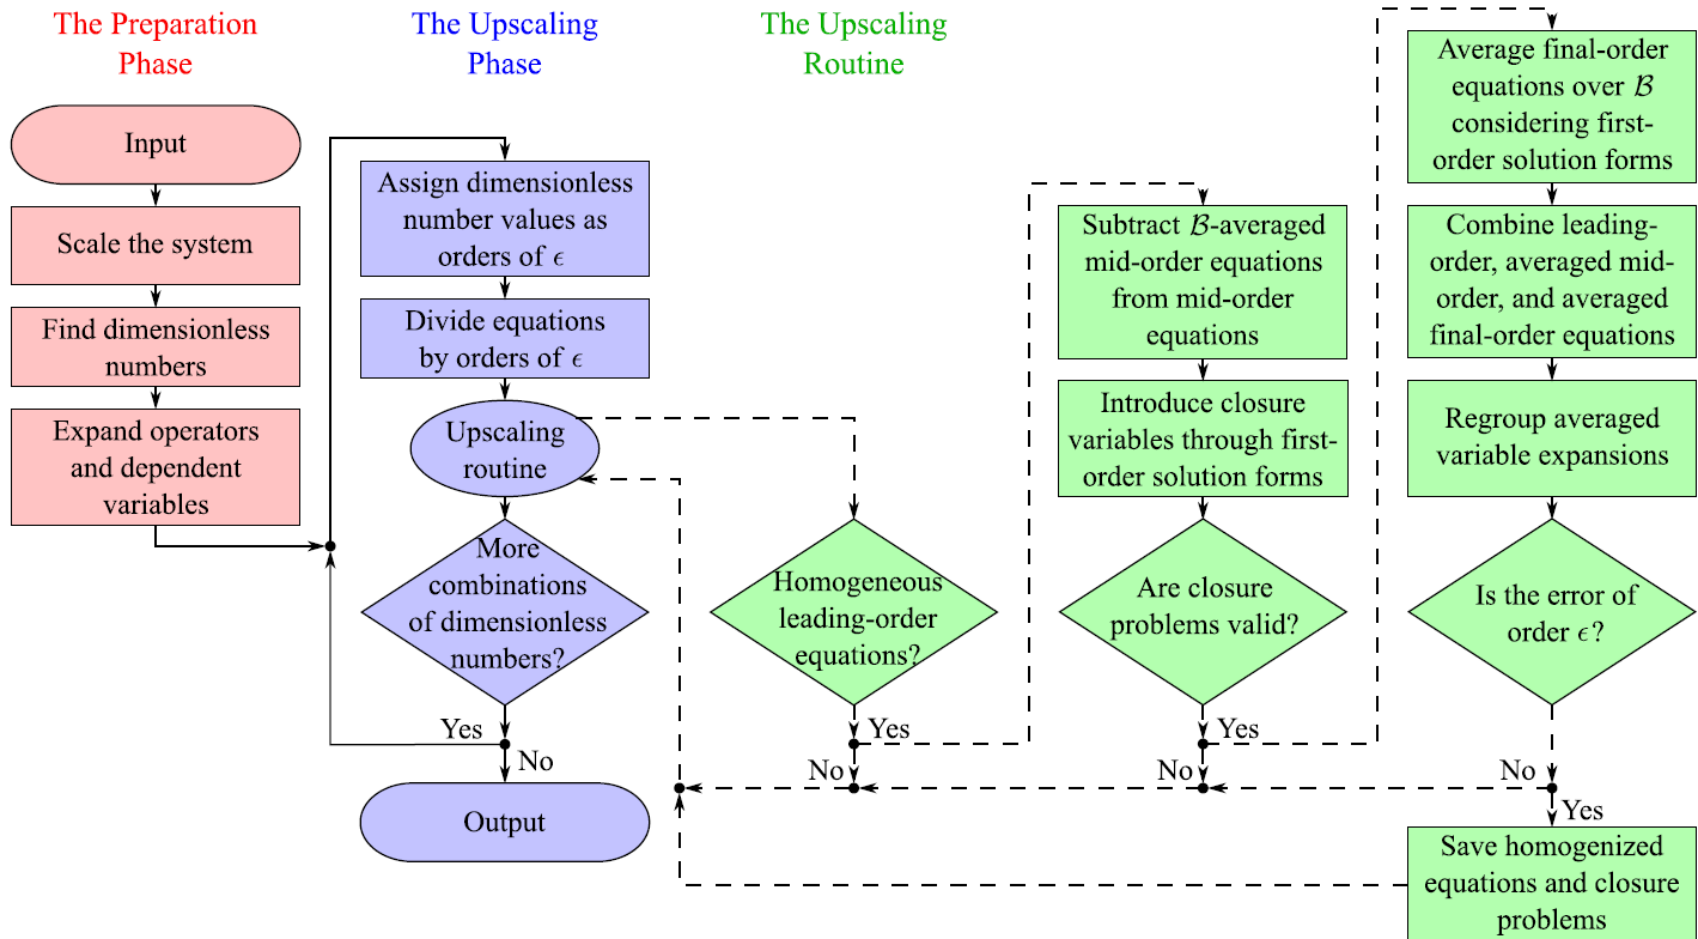 The Preparation
Phase
The Upscaling
Phase
The Upscaling
Routine
Input
Scale the system
Find dimensionless
numbers
Expand operators
and dependent
variables
Assign dimensionless
number values as
orders of ϵ
Divide equations
by orders of ϵ
Upscaling
routine
More
combinations
of dimensionless
numbers?
Yes
No
Output
Homogeneous
leading-order
equations?
Yes
No
Subtract ℬ-averaged
mid-order equations
from mid-order
equations
Introduce closure
variables through first-
order solution forms
Are closure
problems valid?
Yes
No
Average final-order
equations over ℬ
considering first-
order solution forms
Combine leading-
order, averaged mid-
order, and averaged
final-order equations
Regroup averaged
variable expansions
Is the error of
order ϵ?
No
Yes
Save homogenized
equations and closure
problems